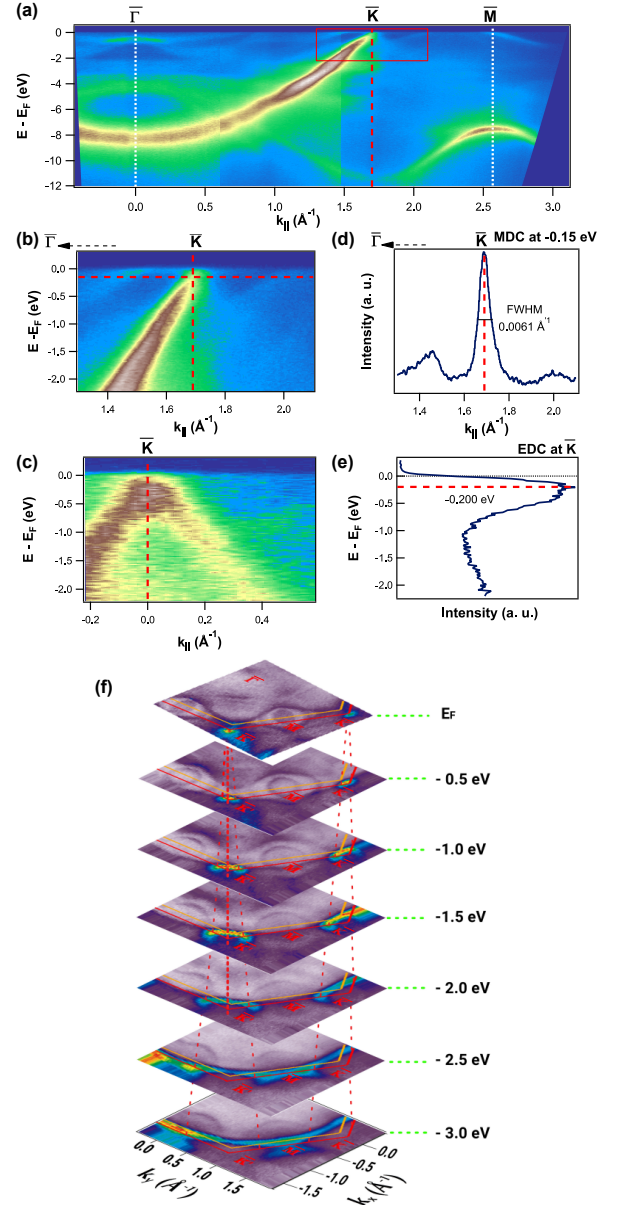 (a)
Γ̅ K̅ M̅
0
-2
-4
-6
-8
-10
-12
E - E_F (eV)
0.0 0.5 1.0 1.5 2.0 2.5 3.0
k_|| (Å⁻¹)
(b)
Γ̅ K̅
0.0
-0.5
-1.0
-1.5
-2.0
E -E_F (eV)
1.4 1.6 1.8 2.0
k_|| (Å⁻¹)
(d)
Γ̅ K̅ MDC at -0.15 eV
Intensity (a. u.)
FWHM
0.0061 Å⁻¹
1.4 1.6 1.8 2.0
k_|| (Å⁻¹)
(c)
K̅
0.0
-0.5
-1.0
-1.5
-2.0
E - E_F (eV)
-0.2 0.0 0.2 0.4
k_|| (Å⁻¹)
(e)
EDC at K̅
0.0
-0.5
-1.0
-1.5
-2.0
E - E_F (eV)
-0.200 eV
Intensity (a. u.)
(f)
Γ̅
E_F
- 0.5 eV
-1.0 eV
-1.5 eV
- 2.0 eV
- 2.5 eV
- 3.0 eV
0.0 0.5 1.0 1.5
k_y (Å⁻¹)
0.0 -0.5 -1.0 -1.5
k_x (Å⁻¹)